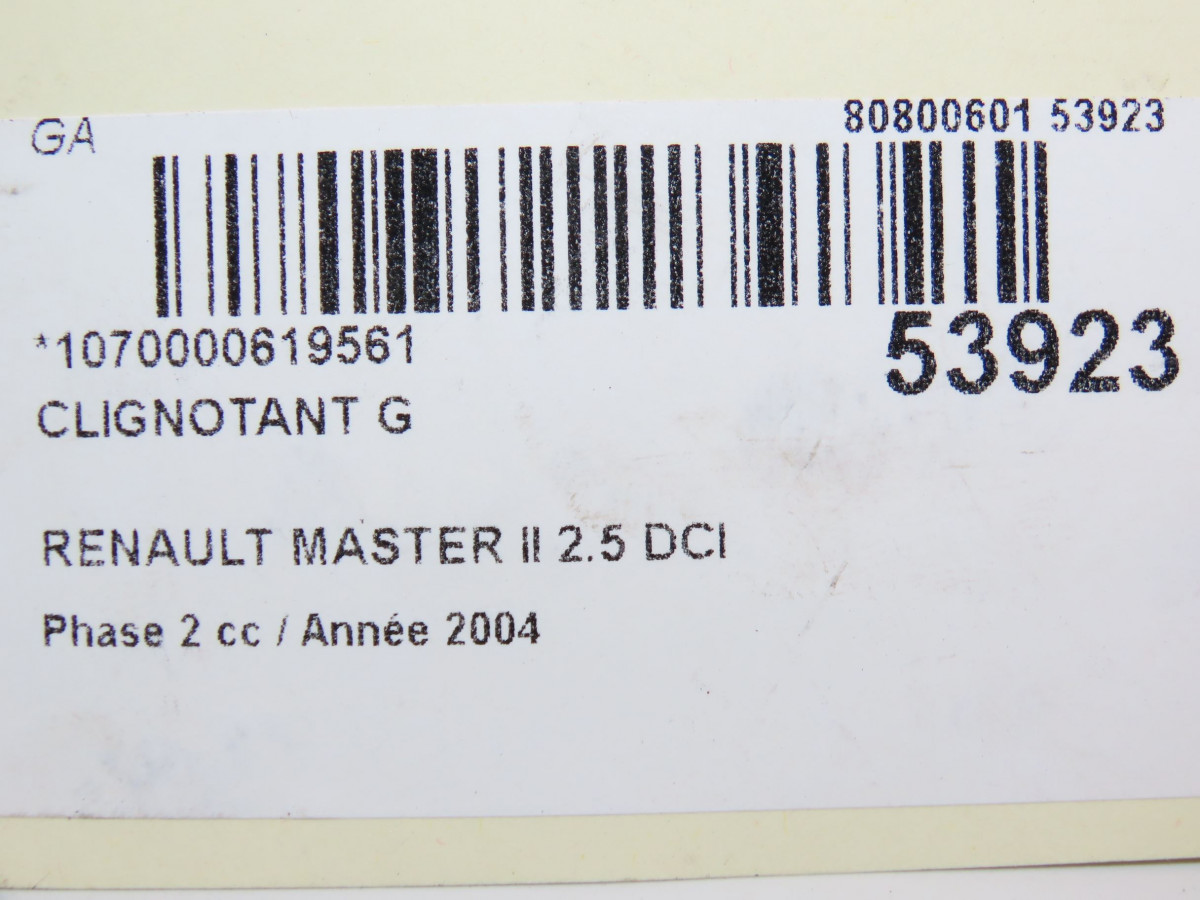 GA
80800601 53923
*1070000619561
53923
CLIGNOTANT G
RENAULT MASTER II 2.5 DCI
Phase 2 cc / Année 2004